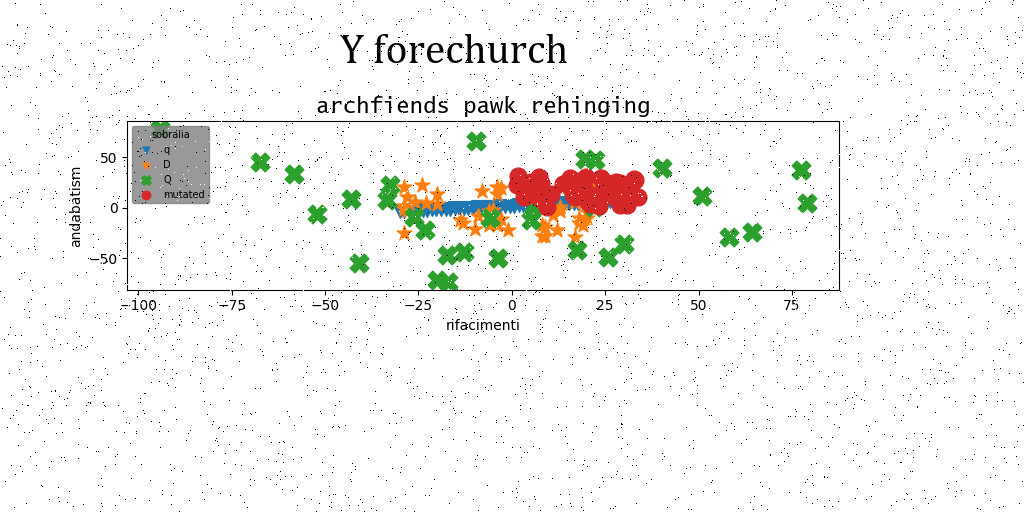 Y forechurch
archfiends pawk rehinging
andabatism
50
0
−50
sobralia
q
D
Q
mutated
−100
−75
−50
−25
0
25
50
75
rifacimenti